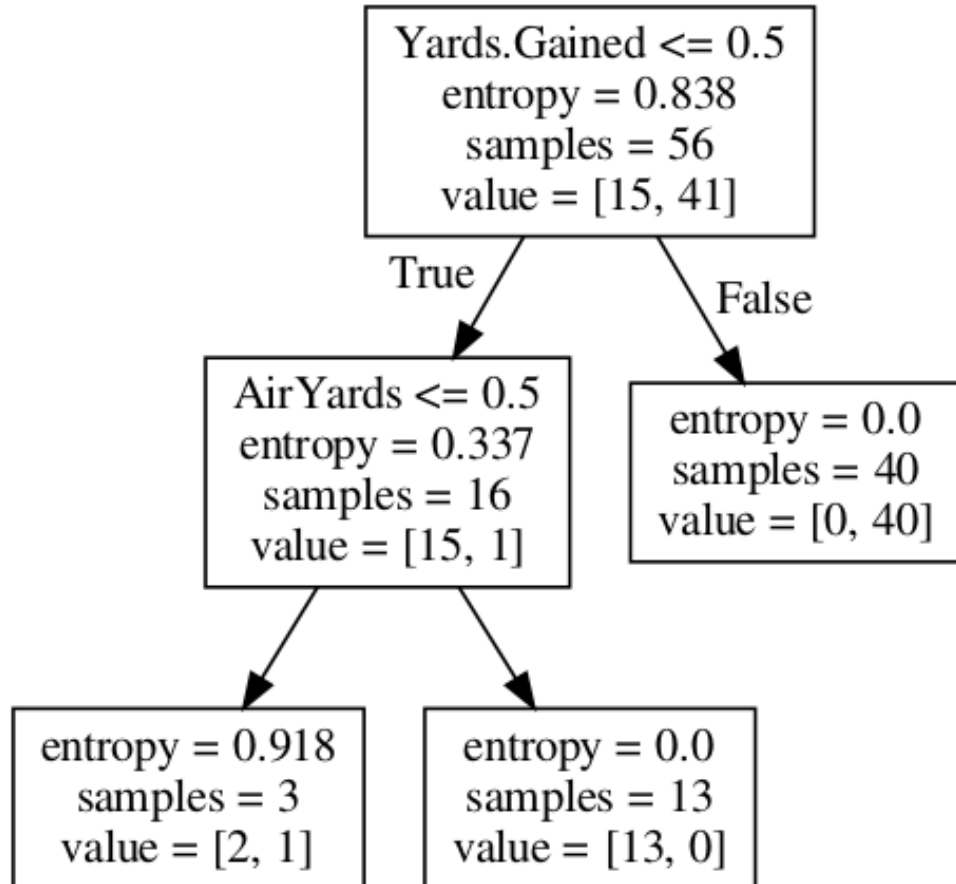 Yards.Gained <= 0.5
entropy = 0.838
samples = 56
value = [15, 41]
True
False
AirYards <= 0.5
entropy = 0.337
samples = 16
value = [15, 1]
entropy = 0.0
samples = 40
value = [0, 40]
entropy = 0.918
samples = 3
value = [2, 1]
entropy = 0.0
samples = 13
value = [13, 0]